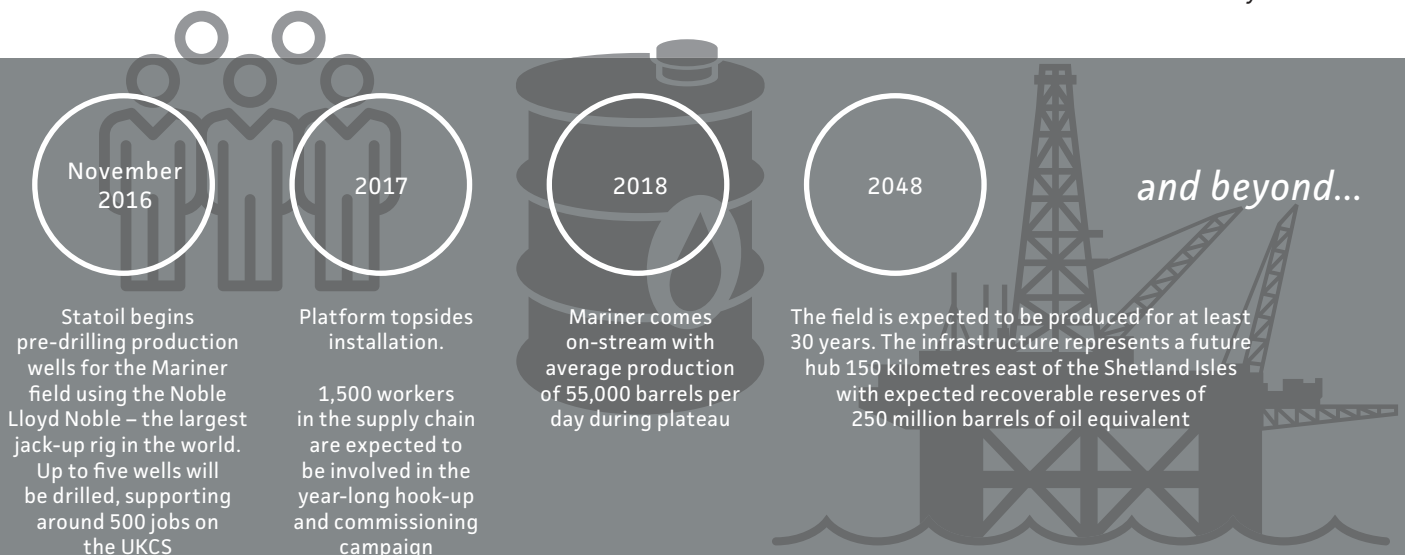 November
2016
2017
2018
2048
and beyond...
Statoil begins
pre-drilling production
wells for the Mariner
field using the Noble
Lloyd Noble – the largest
jack-up rig in the world.
Up to five wells will
be drilled, supporting
around 500 jobs on
the UKCS
Platform topsides
installation.
1,500 workers
in the supply chain
are expected to
be involved in the
year-long hook-up
and commissioning
campaign
Mariner comes
on-stream with
average production
of 55,000 barrels per
day during plateau
The field is expected to be produced for at least
30 years. The infrastructure represents a future
hub 150 kilometres east of the Shetland Isles
with expected recoverable reserves of
250 million barrels of oil equivalent